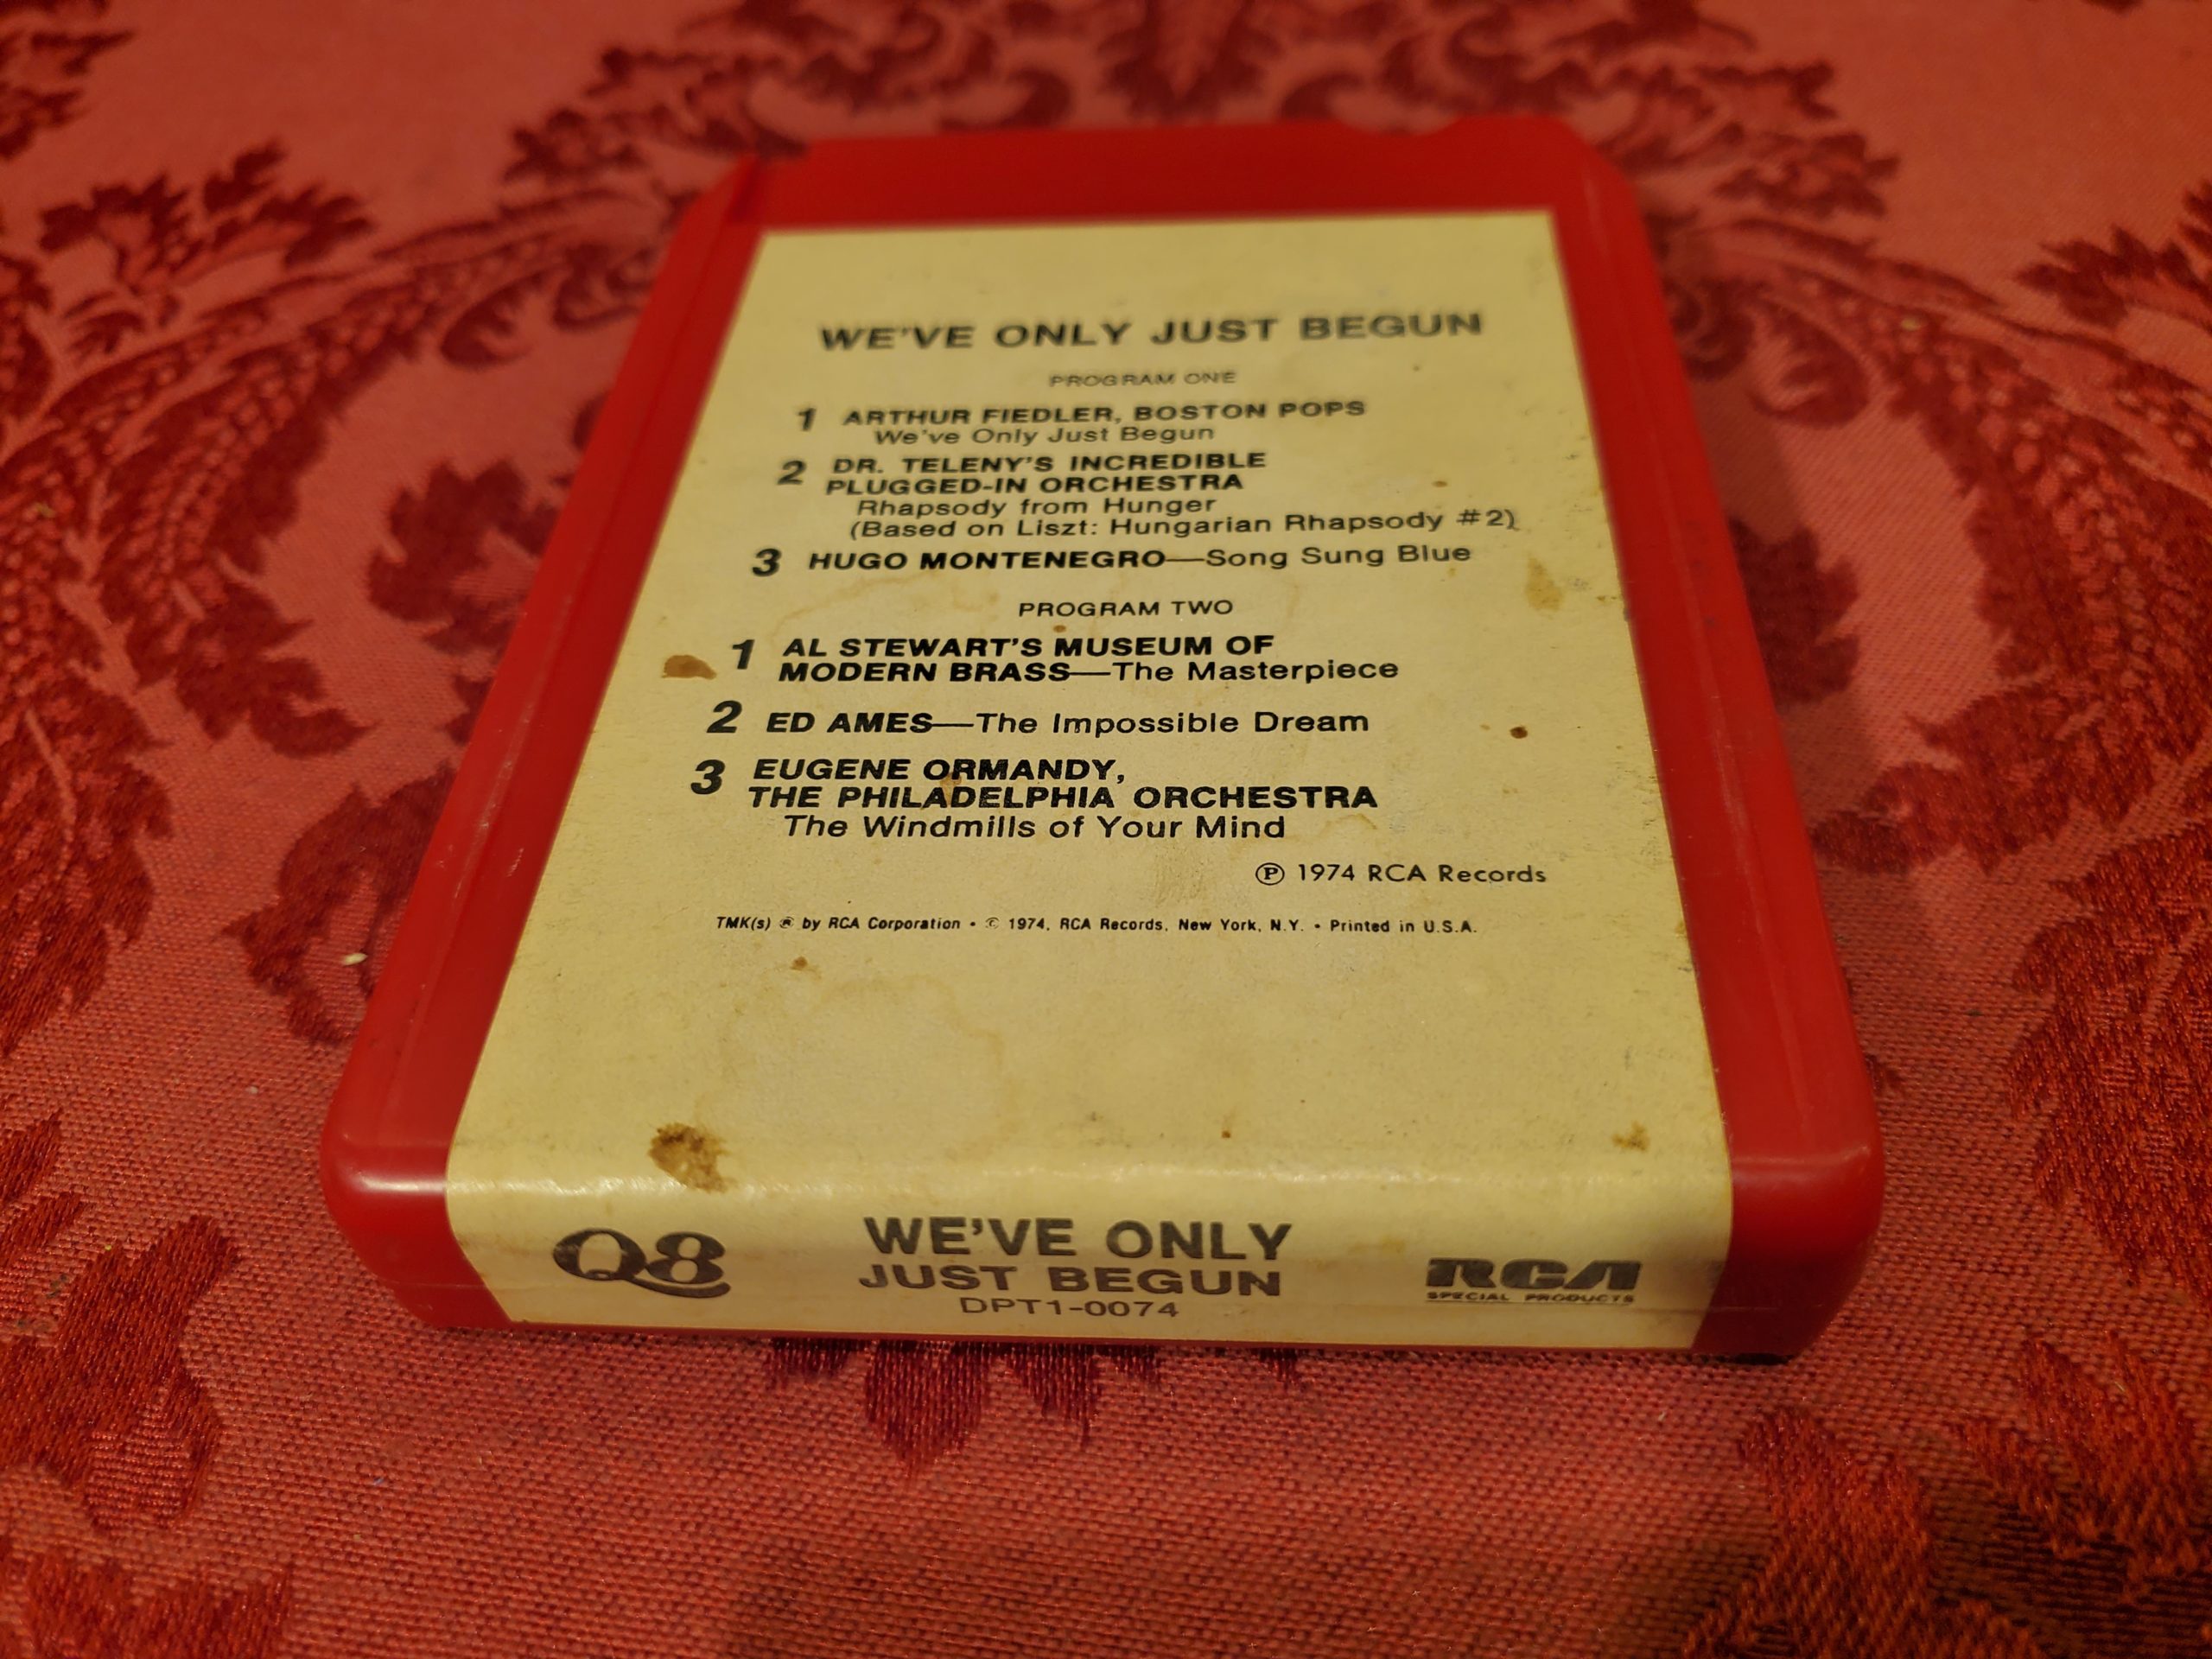 WE'VE ONLY JUST BEGUN
PROGRAM ONE
1 ARTHUR FIEDLER, BOSTON POPS
We've Only Just Begun
2 DR. TELENY'S INCREDIBLE
PLUGGED-IN ORCHESTRA
Rhapsody from Hunger
(Based on Liszt: Hungarian Rhapsody #2)
3 HUGO MONTENEGRO—Song Sung Blue
PROGRAM TWO
1 AL STEWART'S MUSEUM OF
MODERN BRASS—The Masterpiece
2 ED AMES—The Impossible Dream
3 EUGENE ORMANDY,
THE PHILADELPHIA ORCHESTRA
The Windmills of Your Mind
℗ 1974 RCA Records
TMK(s) ® by RCA Corporation • © 1974, RCA Records, New York, N.Y. • Printed in U.S.A.
Q8
WE'VE ONLY
JUST BEGUN
DPT1-0074
RCA
SPECIAL PRODUCTS